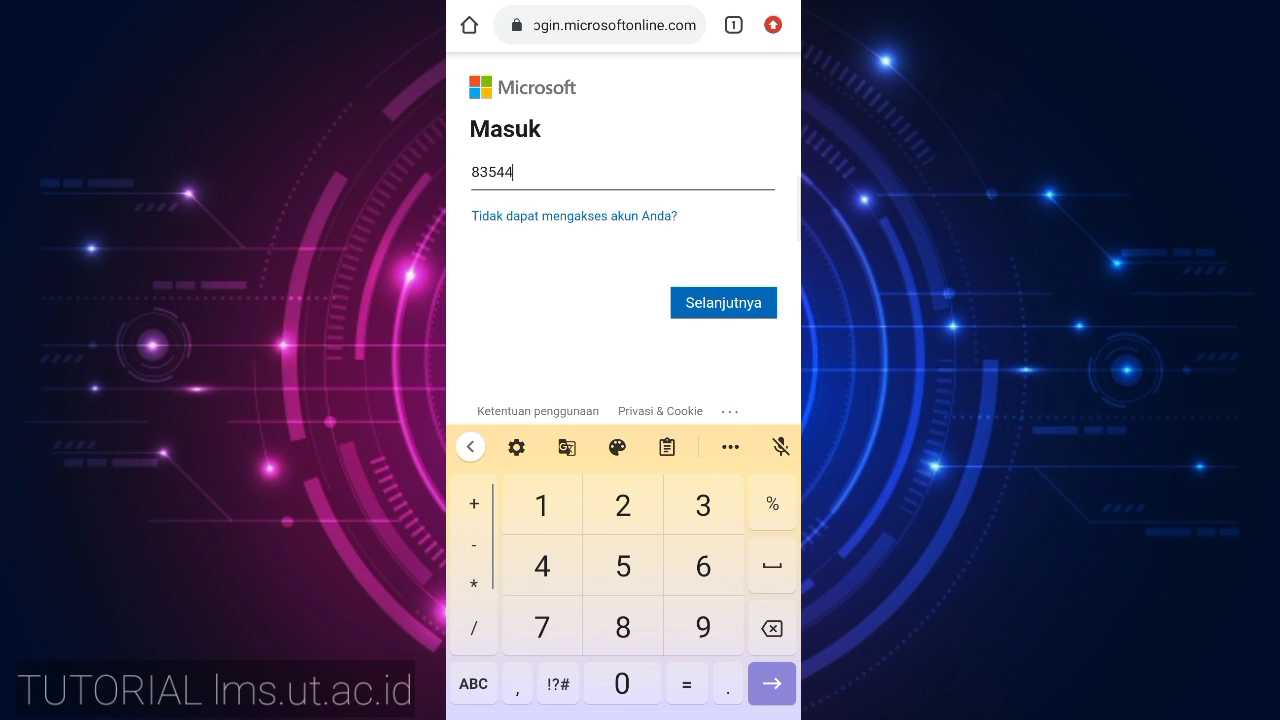 ogin.microsoftonline.com
1
Microsoft
Masuk
83544
Tidak dapat mengakses akun Anda?
Selanjutnya
Ketentuan penggunaan Privasi & Cookie ...
+ 1 2 3 %
- 4 5 6
*
/ 7 8 9
ABC , !?# 0 = .
TUTORIAL lms.ut.ac.id